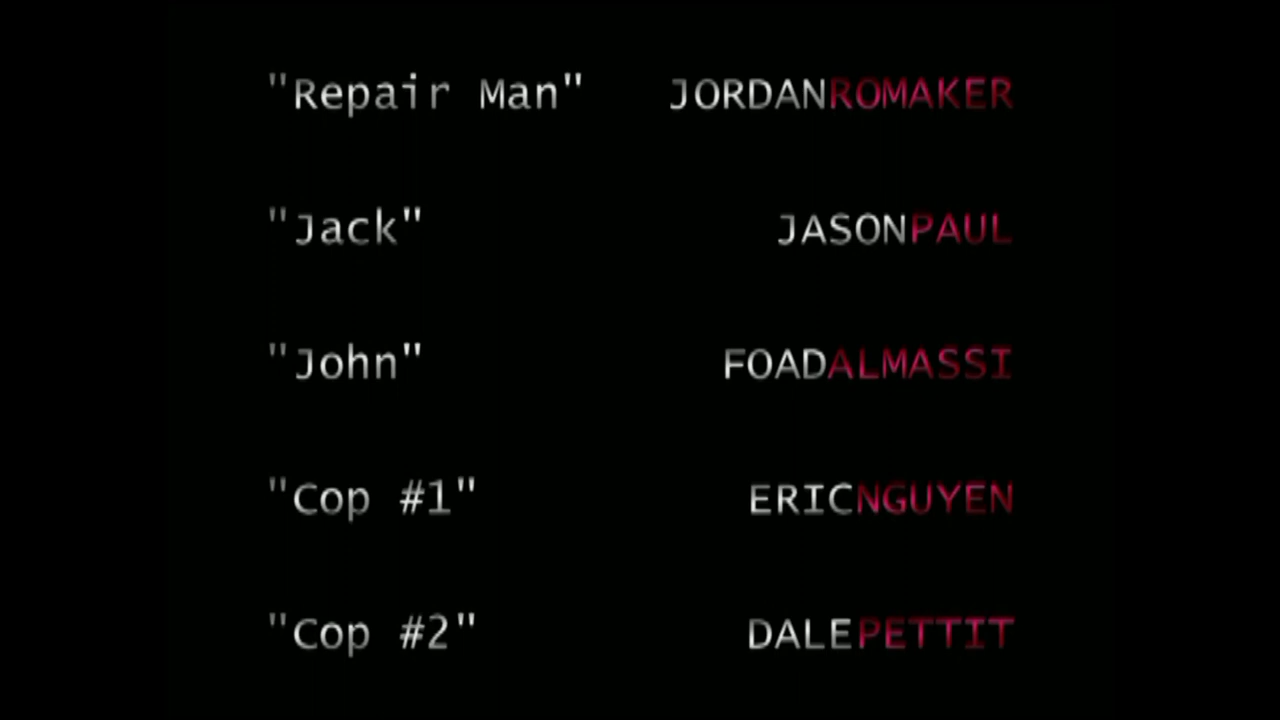 "Repair Man" JORDANROMAKER
"Jack" JASONPAUL
"John" FOADALMASSI
"Cop #1" ERICNGUYEN
"Cop #2" DALEPETTIT